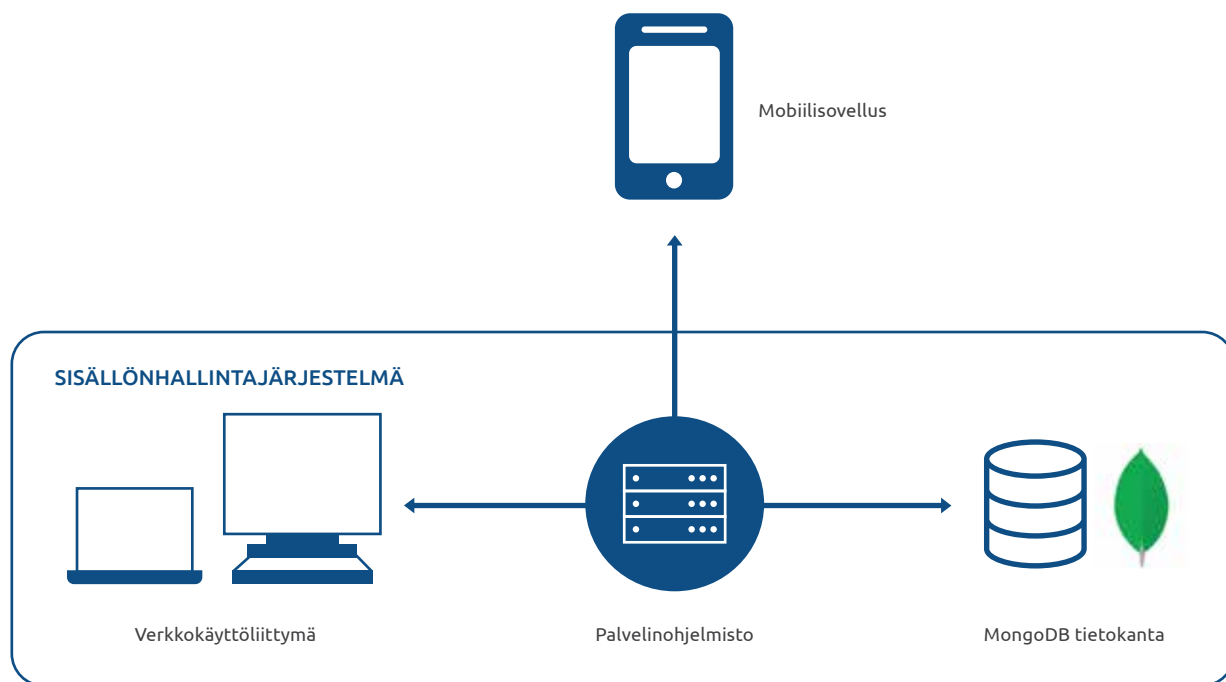 Mobiilisovellus
SISÄLLÖNHALLINTAJÄRJESTELMÄ
Verkkokäyttöliittymä
Palvelinohjelmisto
MongoDB tietokanta